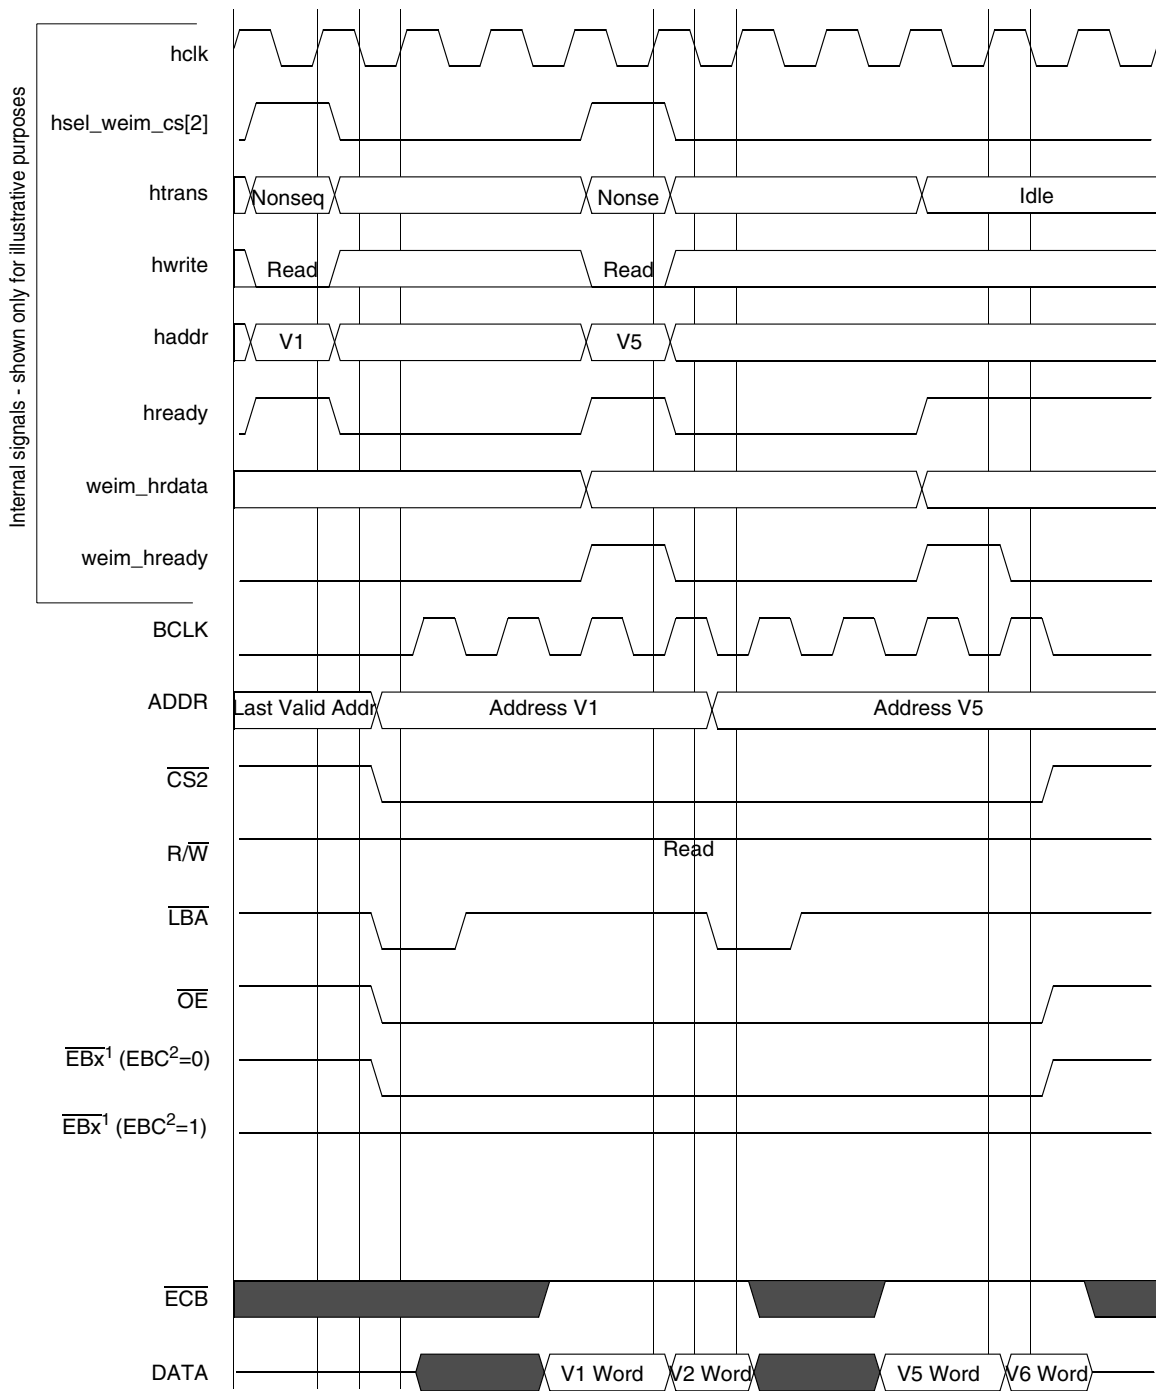 Internal signals - shown only for illustrative purposes
hclk
hsel_weim_cs[2]
htrans Nonseq Nonse Idle
hwrite Read Read
haddr V1 V5
hready
weim_hrdata
weim_hready
BCLK
ADDR Last Valid Addr Address V1 Address V5
CS2
R/W Read
LBA
OE
EBx1 (EBC2=0)
EBx1 (EBC2=1)
ECB
DATA V1 Word V2 Word V5 Word V6 Word